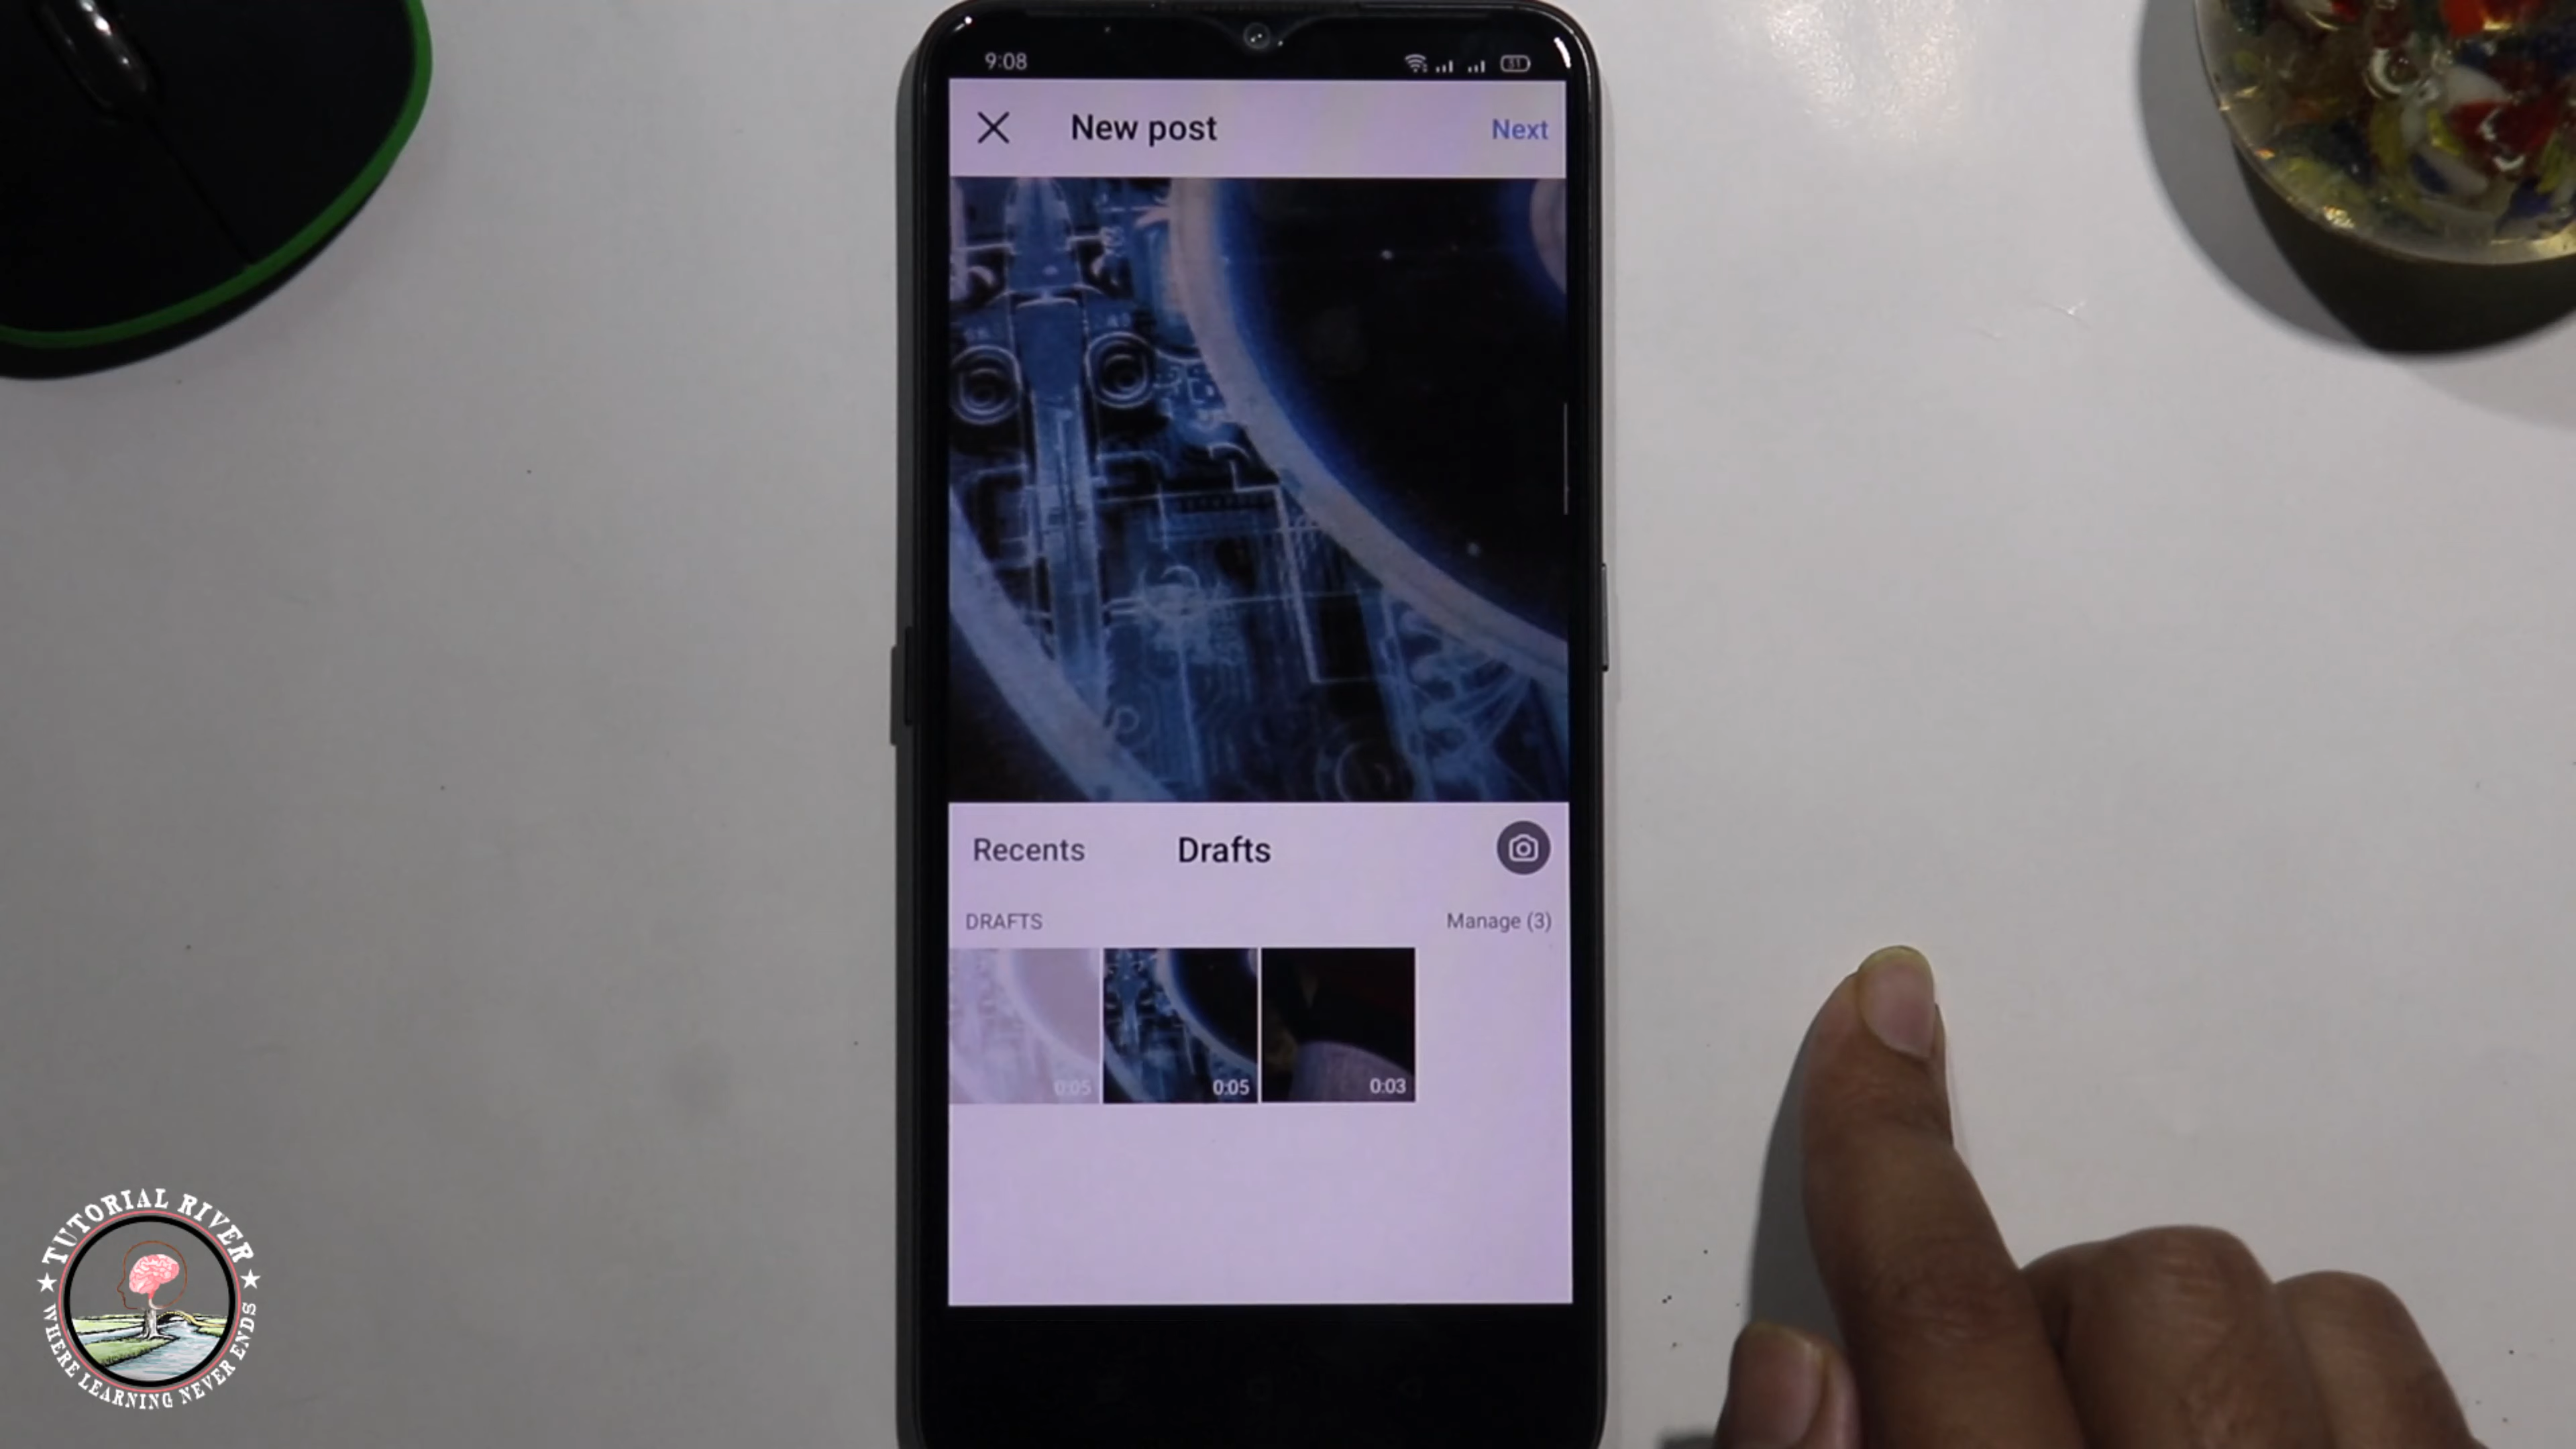 9:08
51
New post
Next
Recents
Drafts
DRAFTS
Manage (3)
0:05
0:05
0:03
TUTORIAL RIVER
WHERE LEARNING NEVER ENDS